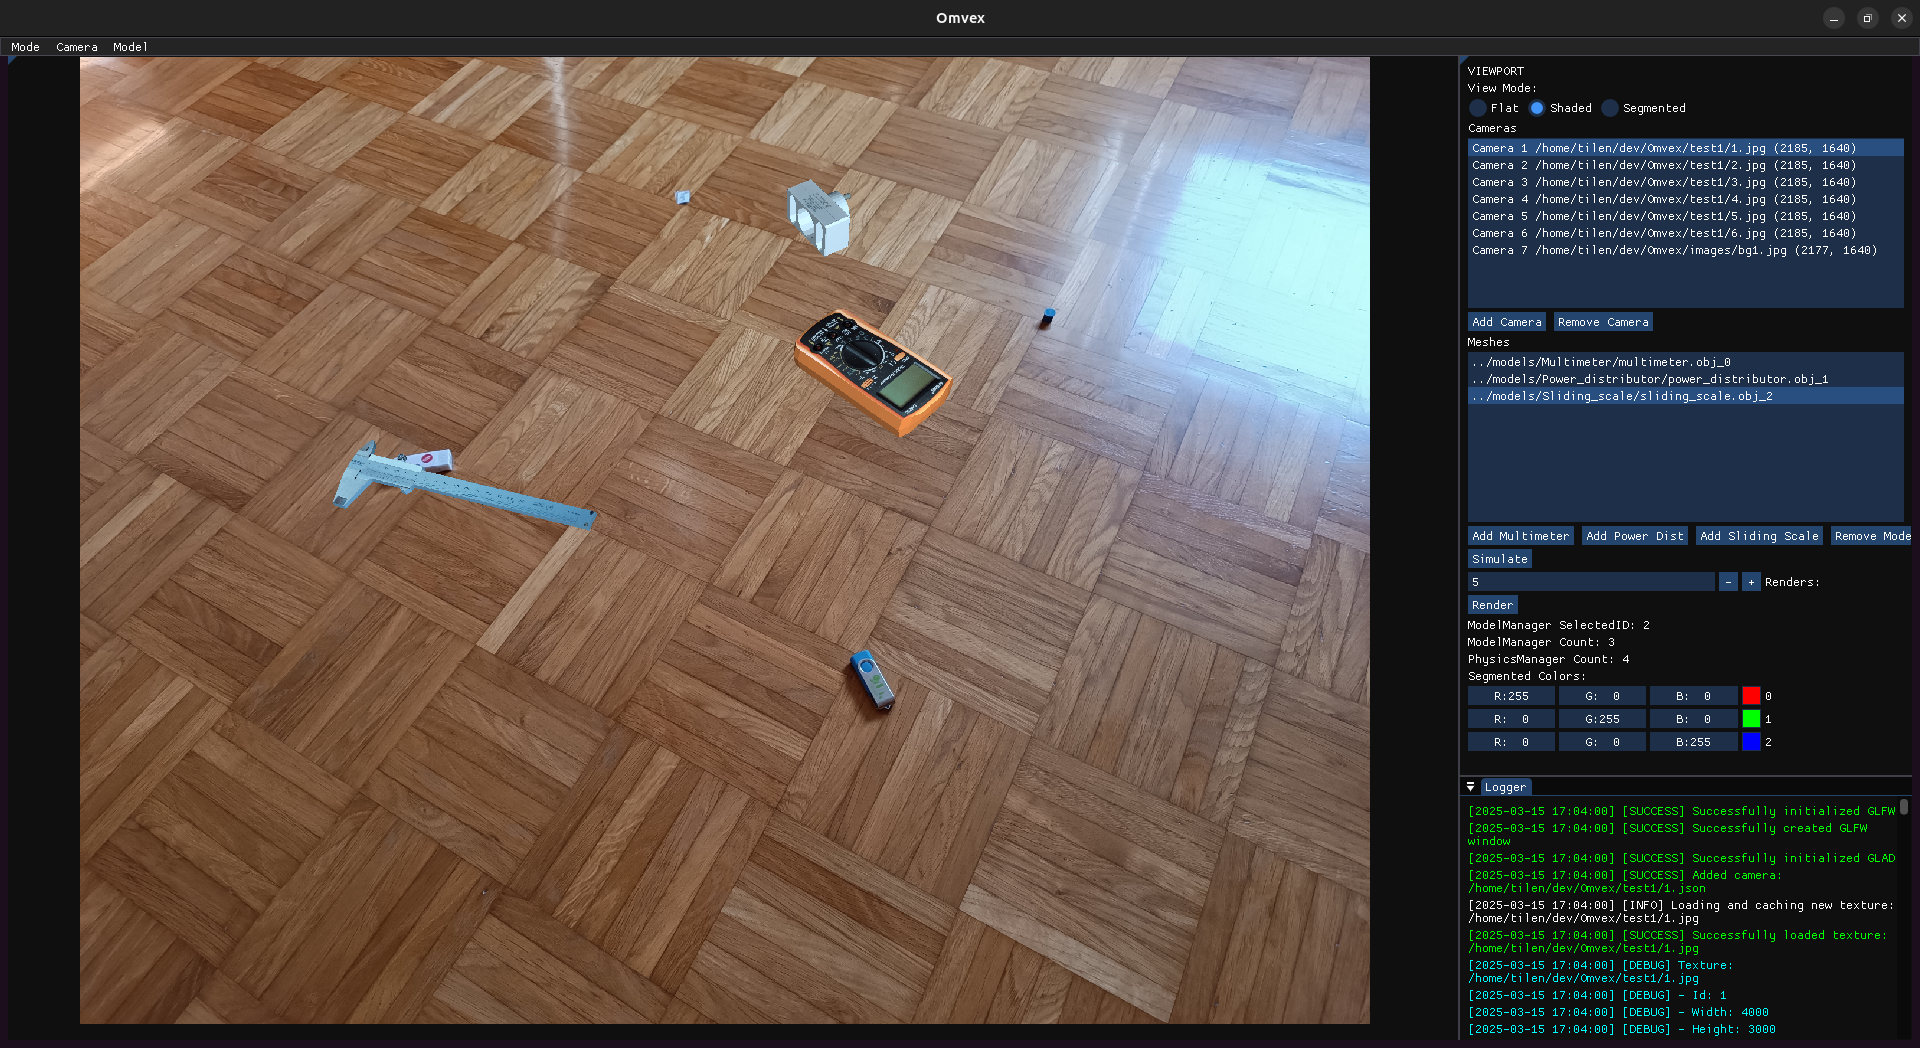 Omvex
Mode Camera Model
VIEWPORT
View Mode:
Flat Shaded Segmented
Cameras
Camera 1 /home/tilen/dev/Omvex/test1/1.jpg (2185, 1640)
Camera 2 /home/tilen/dev/Omvex/test1/2.jpg (2185, 1640)
Camera 3 /home/tilen/dev/Omvex/test1/3.jpg (2185, 1640)
Camera 4 /home/tilen/dev/Omvex/test1/4.jpg (2185, 1640)
Camera 5 /home/tilen/dev/Omvex/test1/5.jpg (2185, 1640)
Camera 6 /home/tilen/dev/Omvex/test1/6.jpg (2185, 1640)
Camera 7 /home/tilen/dev/Omvex/images/bg1.jpg (2177, 1640)
Add Camera Remove Camera
Meshes
../models/Multimeter/multimeter.obj_0
../models/Power_distributor/power_distributor.obj_1
../models/Sliding_scale/sliding_scale.obj_2
Add Multimeter Add Power Dist Add Sliding Scale Remove Mode
Simulate
5 - + Renders:
Render
ModelManager SelectedID: 2
ModelManager Count: 3
PhysicsManager Count: 4
Segmented Colors:
R:255 G: 0 B: 0 0
R: 0 G:255 B: 0 1
R: 0 G: 0 B:255 2
Logger
[2025-03-15 17:04:00] [SUCCESS] Successfully initialized GLFW
[2025-03-15 17:04:00] [SUCCESS] Successfully created GLFW
window
[2025-03-15 17:04:00] [SUCCESS] Successfully initialized GLAD
[2025-03-15 17:04:00] [SUCCESS] Added camera:
/home/tilen/dev/Omvex/test1/1.json
[2025-03-15 17:04:00] [INFO] Loading and caching new texture:
/home/tilen/dev/Omvex/test1/1.jpg
[2025-03-15 17:04:00] [SUCCESS] Successfully loaded texture:
/home/tilen/dev/Omvex/test1/1.jpg
[2025-03-15 17:04:00] [DEBUG] Texture:
/home/tilen/dev/Omvex/test1/1.jpg
[2025-03-15 17:04:00] [DEBUG] - Id: 1
[2025-03-15 17:04:00] [DEBUG] - Width: 4000
[2025-03-15 17:04:00] [DEBUG] - Height: 3000